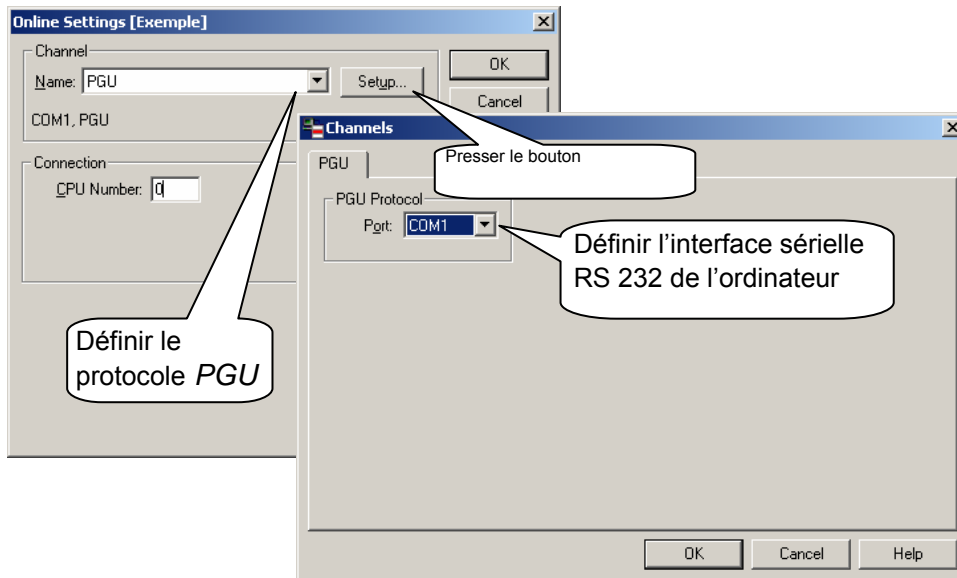 Online Settings [Exemple]
Channel
Name: PGU
Setup...
OK
Cancel
COM1, PGU
Connection
CPU Number: 0
Channels
PGU
Presser le bouton
PGU Protocol
Port: COM1
Définir l'interface sérielle
RS 232 de l'ordinateur
Définir le
protocole PGU
OK
Cancel
Help